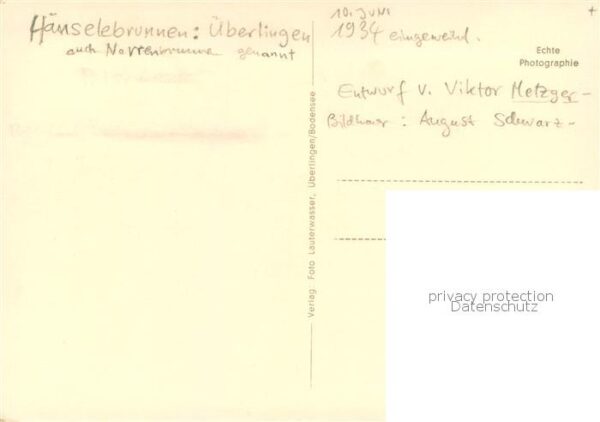 Hänselebrunnen: Überlingen
auch Narrenbrunnen genannt
10. Juni
1934 eingeweiht.
Echte
Photographie
Entwurf v. Viktor Metzger -
Bildhauer: August Schwarz -
Verlag: Foto Lauterwasser, Überlingen/Bodensee
privacy protection
Datenschutz